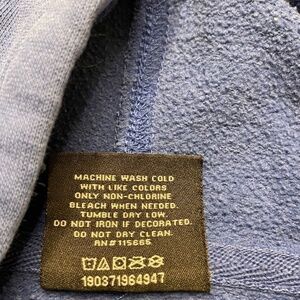 MACHINE WASH COLD
WITH LIKE COLORS
ONLY NON-CHLORINE
BLEACH WHEN NEEDED.
TUMBLE DRY LOW.
DO NOT IRON IF DECORATED.
DO NOT DRY CLEAN.
RN#115665
190371964947